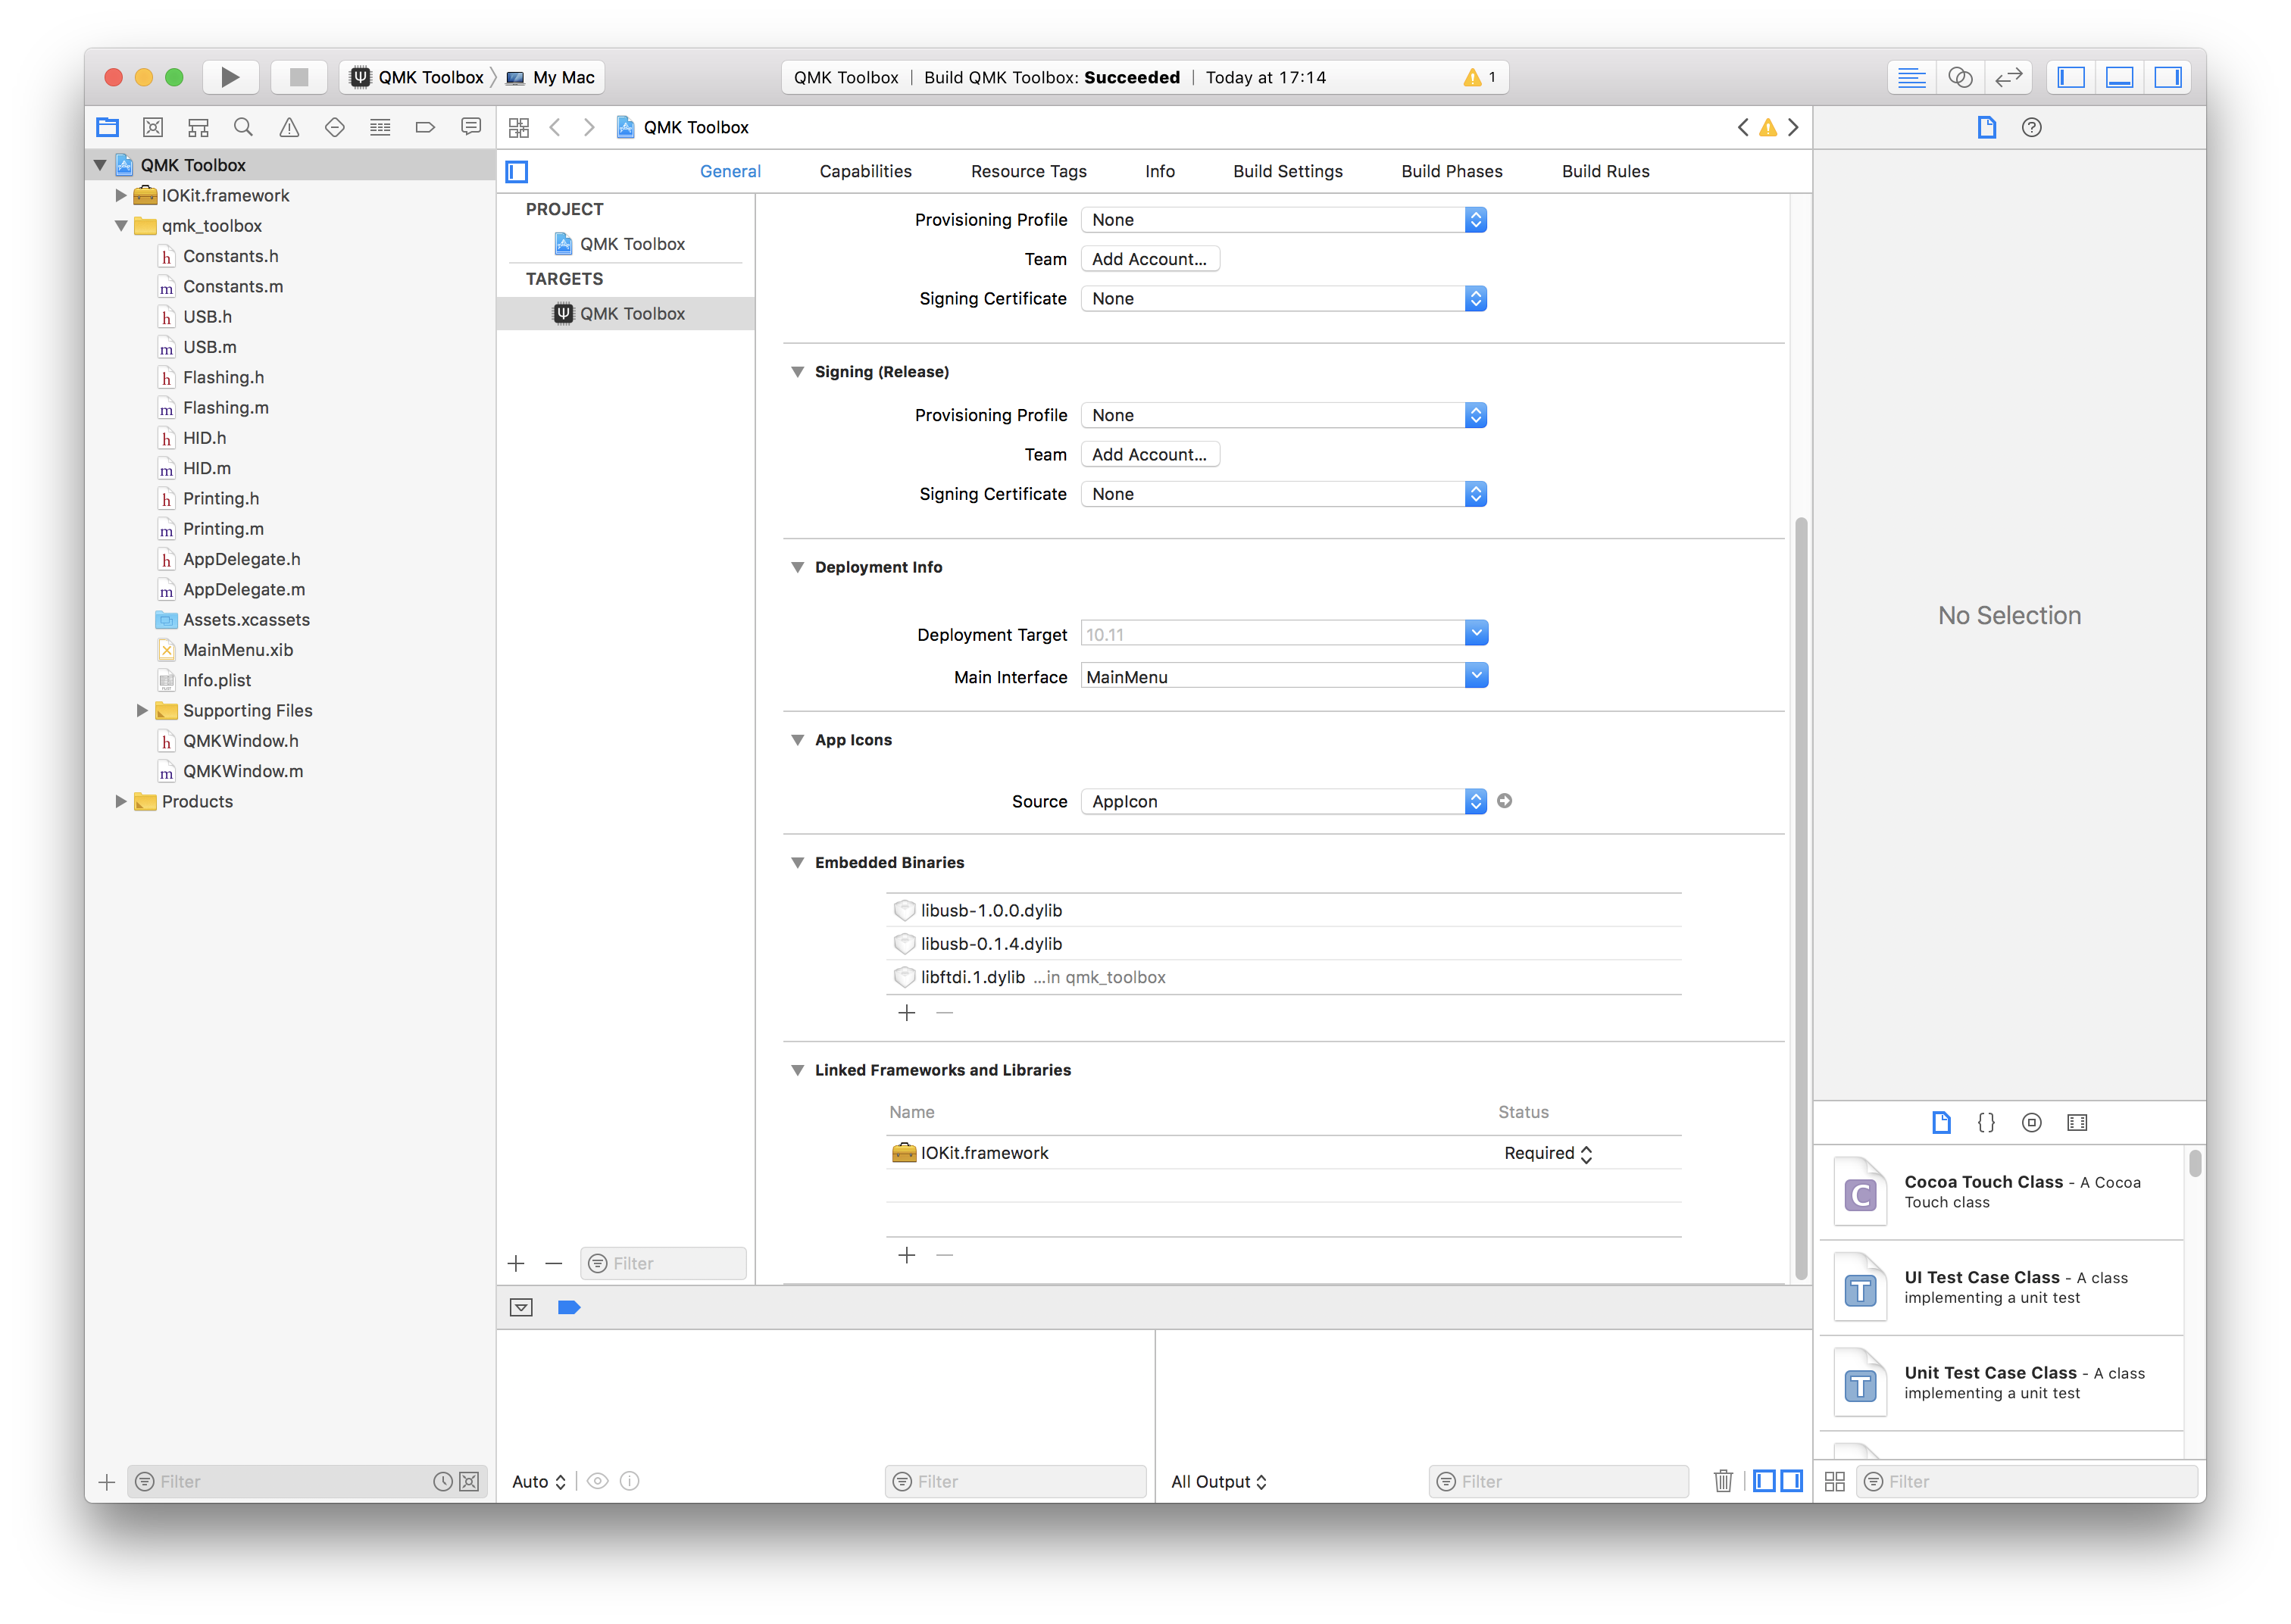 QMK Toolbox
My Mac
QMK Toolbox | Build QMK Toolbox: Succeeded | Today at 17:14
1
QMK Toolbox
QMK Toolbox
IOKit.framework
qmk_toolbox
Constants.h
Constants.m
USB.h
USB.m
Flashing.h
Flashing.m
HID.h
HID.m
Printing.h
Printing.m
AppDelegate.h
AppDelegate.m
Assets.xcassets
MainMenu.xib
Info.plist
Supporting Files
QMKWindow.h
QMKWindow.m
Products
Filter
General Capabilities Resource Tags Info Build Settings Build Phases Build Rules
PROJECT
QMK Toolbox
TARGETS
QMK Toolbox
Filter
Provisioning Profile None
Team Add Account...
Signing Certificate None
Signing (Release)
Provisioning Profile None
Team Add Account...
Signing Certificate None
Deployment Info
Deployment Target 10.11
Main Interface MainMenu
App Icons
Source AppIcon
Embedded Binaries
libusb-1.0.0.dylib
libusb-0.1.4.dylib
libftdi.1.dylib ...in qmk_toolbox
Linked Frameworks and Libraries
Name Status
IOKit.framework Required
Auto Filter
All Output Filter
No Selection
Cocoa Touch Class - A Cocoa
Touch class
UI Test Case Class - A class
implementing a unit test
Unit Test Case Class - A class
implementing a unit test
Filter